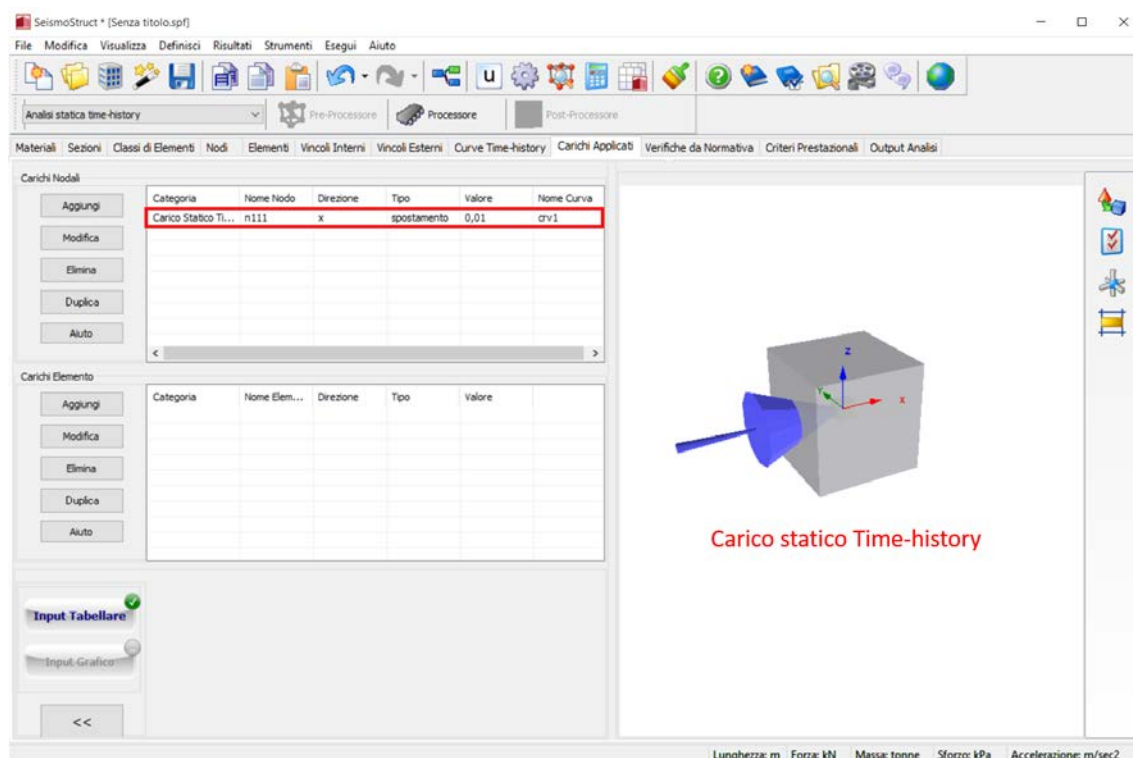 SeismoStruct * [Senza titolo.spf]
File Modifica Visualizza Definisci Risultati Strumenti Esegui Aiuto
Analisi statica time-history Pre-Processore Processore Post-Processore
Materiali Sezioni Classi di Elementi Nodi Elementi Vincoli Interni Vincoli Esterni Curve Time-history Carichi Applicati Verifiche da Normativa Criteri Prestazionali Output Analisi
Carichi Nodali
Aggiungi
Modifica
Elimina
Duplica
Aiuto
Categoria Nome Nodo Direzione Tipo Valore Nome Curva
Carico Statico Ti... n111 x spostamento 0,01 crv1
Carichi Elemento
Aggiungi
Modifica
Elimina
Duplica
Aiuto
Categoria Nome Elem... Direzione Tipo Valore
Input Tabellare
Input Grafico
<<
z
Y
x
Carico statico Time-history
Lunghezza: m Forza: kN Massa: tonne Sforzo: kPa Accelerazione: m/sec2